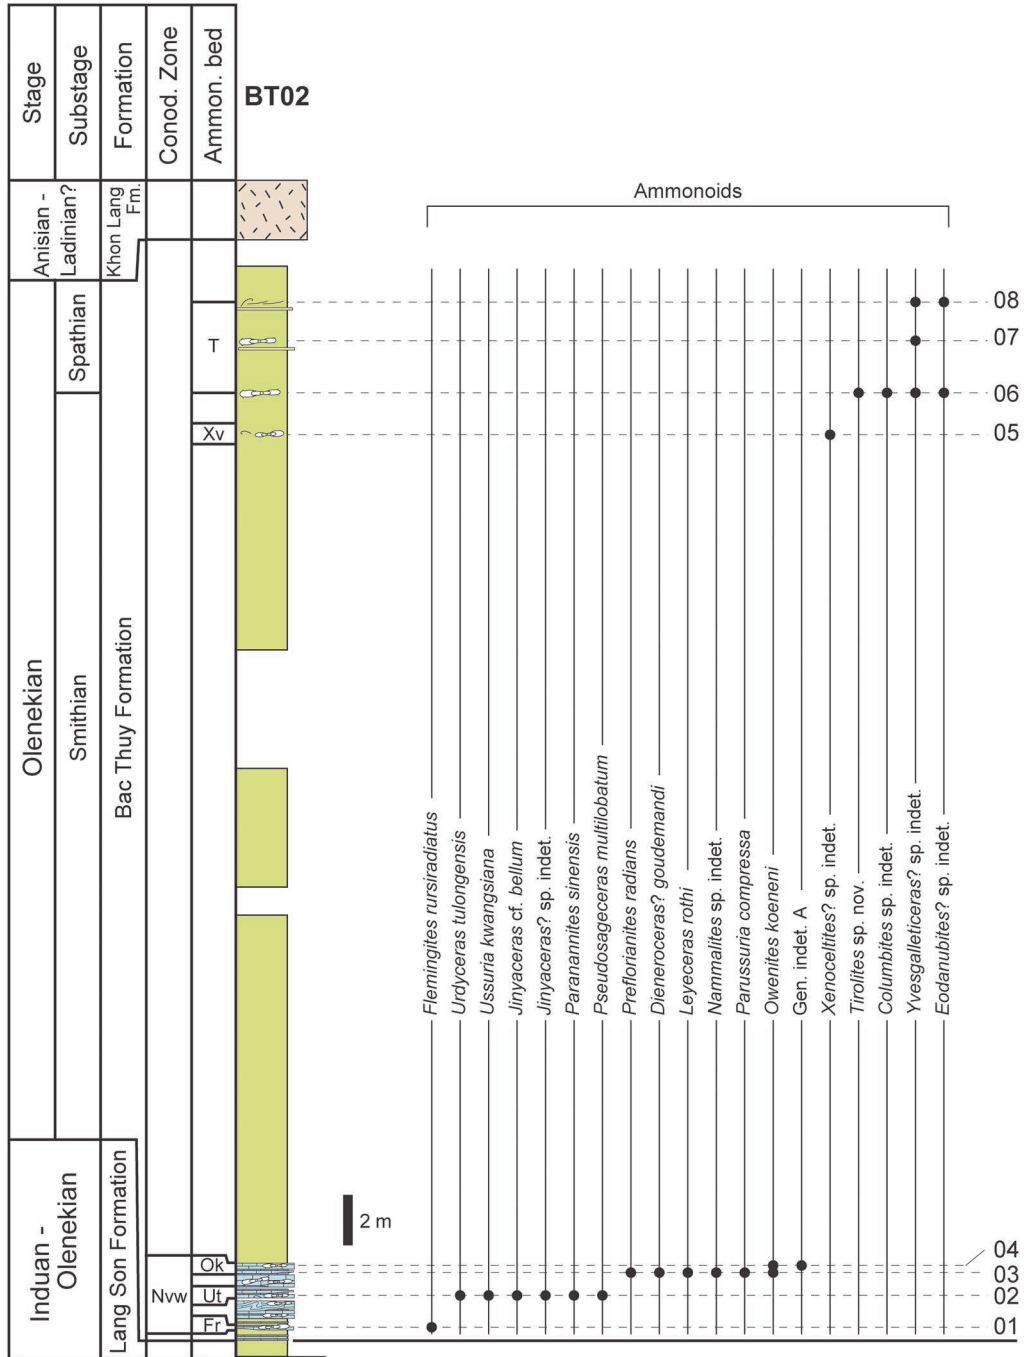 Stage
Substage
Formation
Conod. Zone
Ammon. bed
BT02
Anisian -
Ladinian?
Khon Lang
Fm.
Ammonoids
Olenekian
Spathian
Smithian
Bac Thuy Formation
T
Xv
08
07
06
05
Flemingites rursiradiatus
Urdyceras tulongensis
Ussuria kwangsiana
Jinyaceras cf. bellum
Jinyaceras? sp. indet.
Paranannites sinensis
Pseudosageceras multilobatum
Preflorianites radians
Dieneroceras? goudemandi
Leyeceras rothi
Nammalites sp. indet.
Parussuria compressa
Owenites koeneni
Gen. indet. A
Xenoceltites? sp. indet.
Tirolites sp. nov.
Columbites sp. indet.
Yvesgalleticeras? sp. indet.
Eodanubites? sp. indet.
Induan -
Olenekian
Lang Son Formation
Nvw
Ok
Ut
Fr
2 m
04
03
02
01